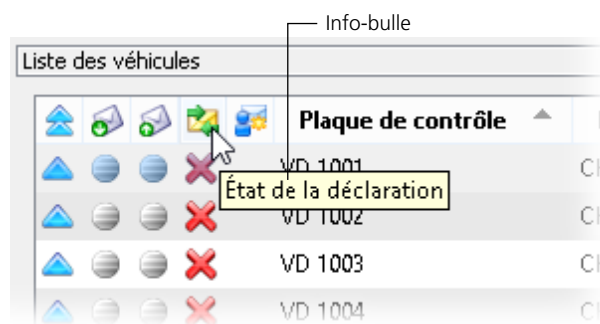 Info-bulle
Liste des véhicules
Plaque de contrôle
VD 1001
État de la déclaration
VD 1002
VD 1003
VD 1004